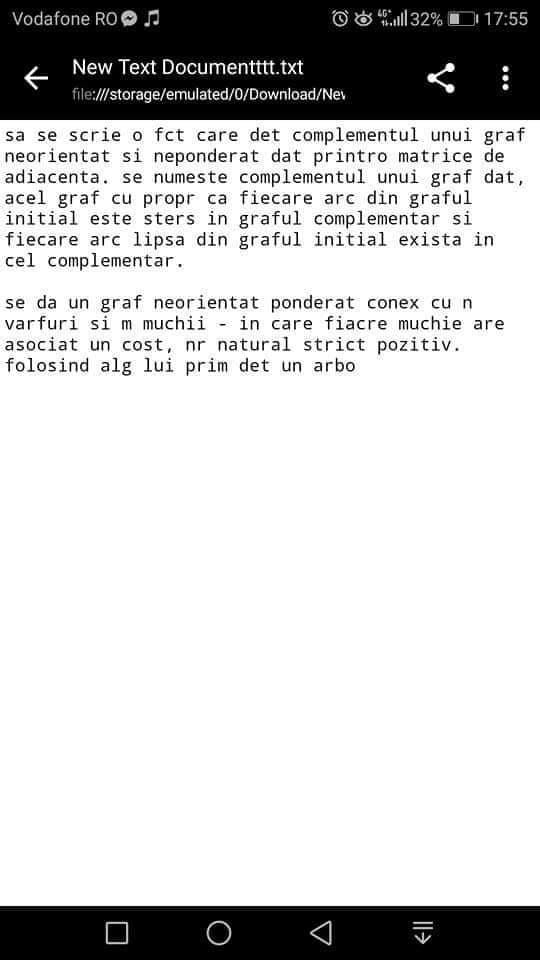 Vodafone RO 4G+ 32% 17:55
New Text Documentttt.txt
file:///storage/emulated/0/Download/Nev
sa se scrie o fct care det complementul unui graf
neorientat si neponderat dat printro matrice de
adiacenta. se numeste complementul unui graf dat,
acel graf cu propr ca fiecare arc din graful
initial este sters in graful complementar si
fiecare arc lipsa din graful initial exista in
cel complementar.
se da un graf neorientat ponderat conex cu n
varfuri si m muchii - in care fiacre muchie are
asociat un cost, nr natural strict pozitiv.
folosind alg lui prim det un arbo